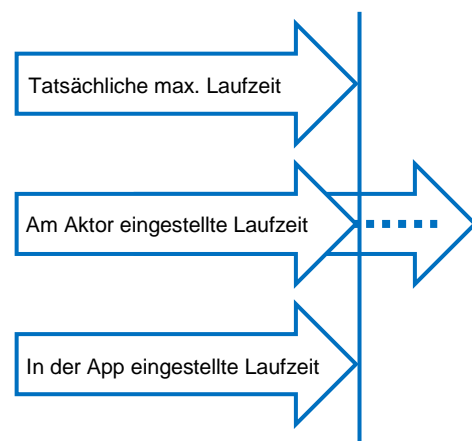 Tatsächliche max. Laufzeit
Am Aktor eingestellte Laufzeit
In der App eingestellte Laufzeit